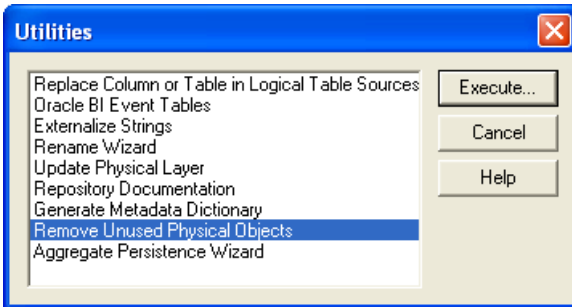 Utilities
Replace Column or Table in Logical Table Sources
Oracle BI Event Tables
Externalize Strings
Rename Wizard
Update Physical Layer
Repository Documentation
Generate Metadata Dictionary
Remove Unused Physical Objects
Aggregate Persistence Wizard
Execute...
Cancel
Help